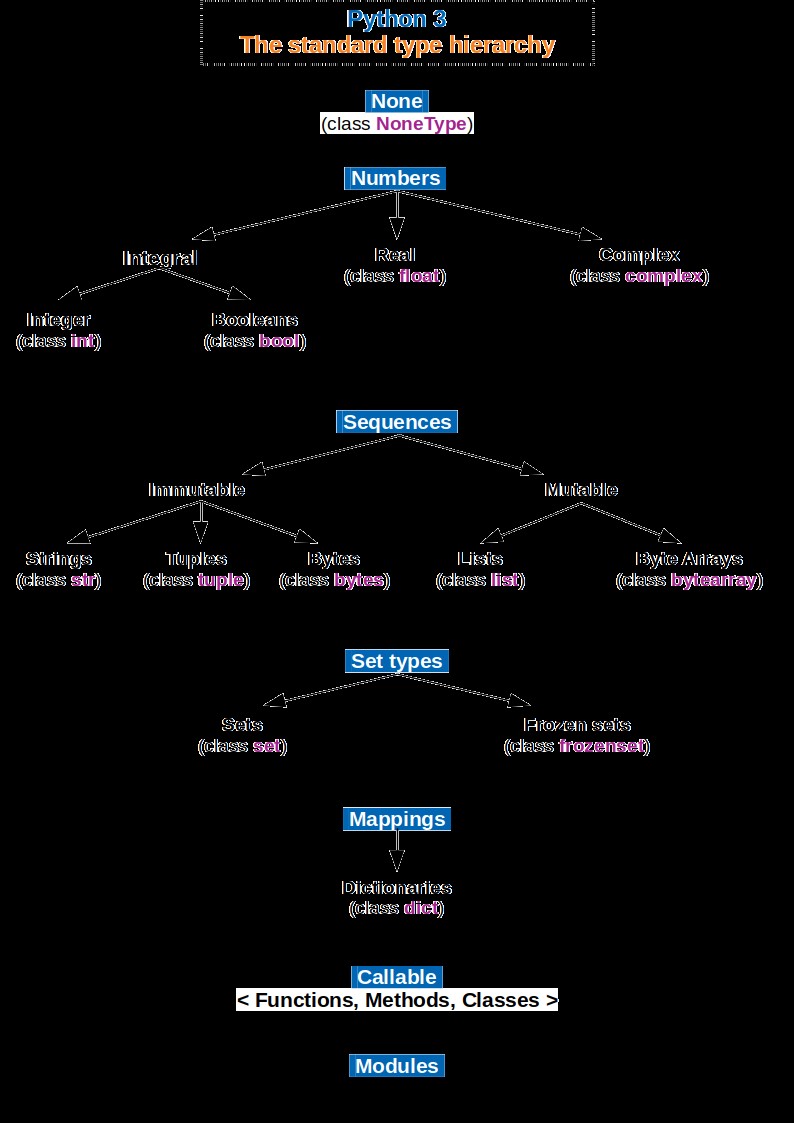 Python 3
The standard type hierarchy
None
(class NoneType)
Numbers
Integral
Real
Complex
(class float)
(class complex)
Integer
Booleans
(class int)
(class bool)
Sequences
Immutable
Mutable
Strings
Tuples
Bytes
Lists
Byte Arrays
(class str)
(class tuple)
(class bytes)
(class list)
(class bytearray)
Set types
Sets
Frozen sets
(class set)
(class frozenset)
Mappings
Dictionaries
(class dict)
Callable
< Functions, Methods, Classes >
Modules